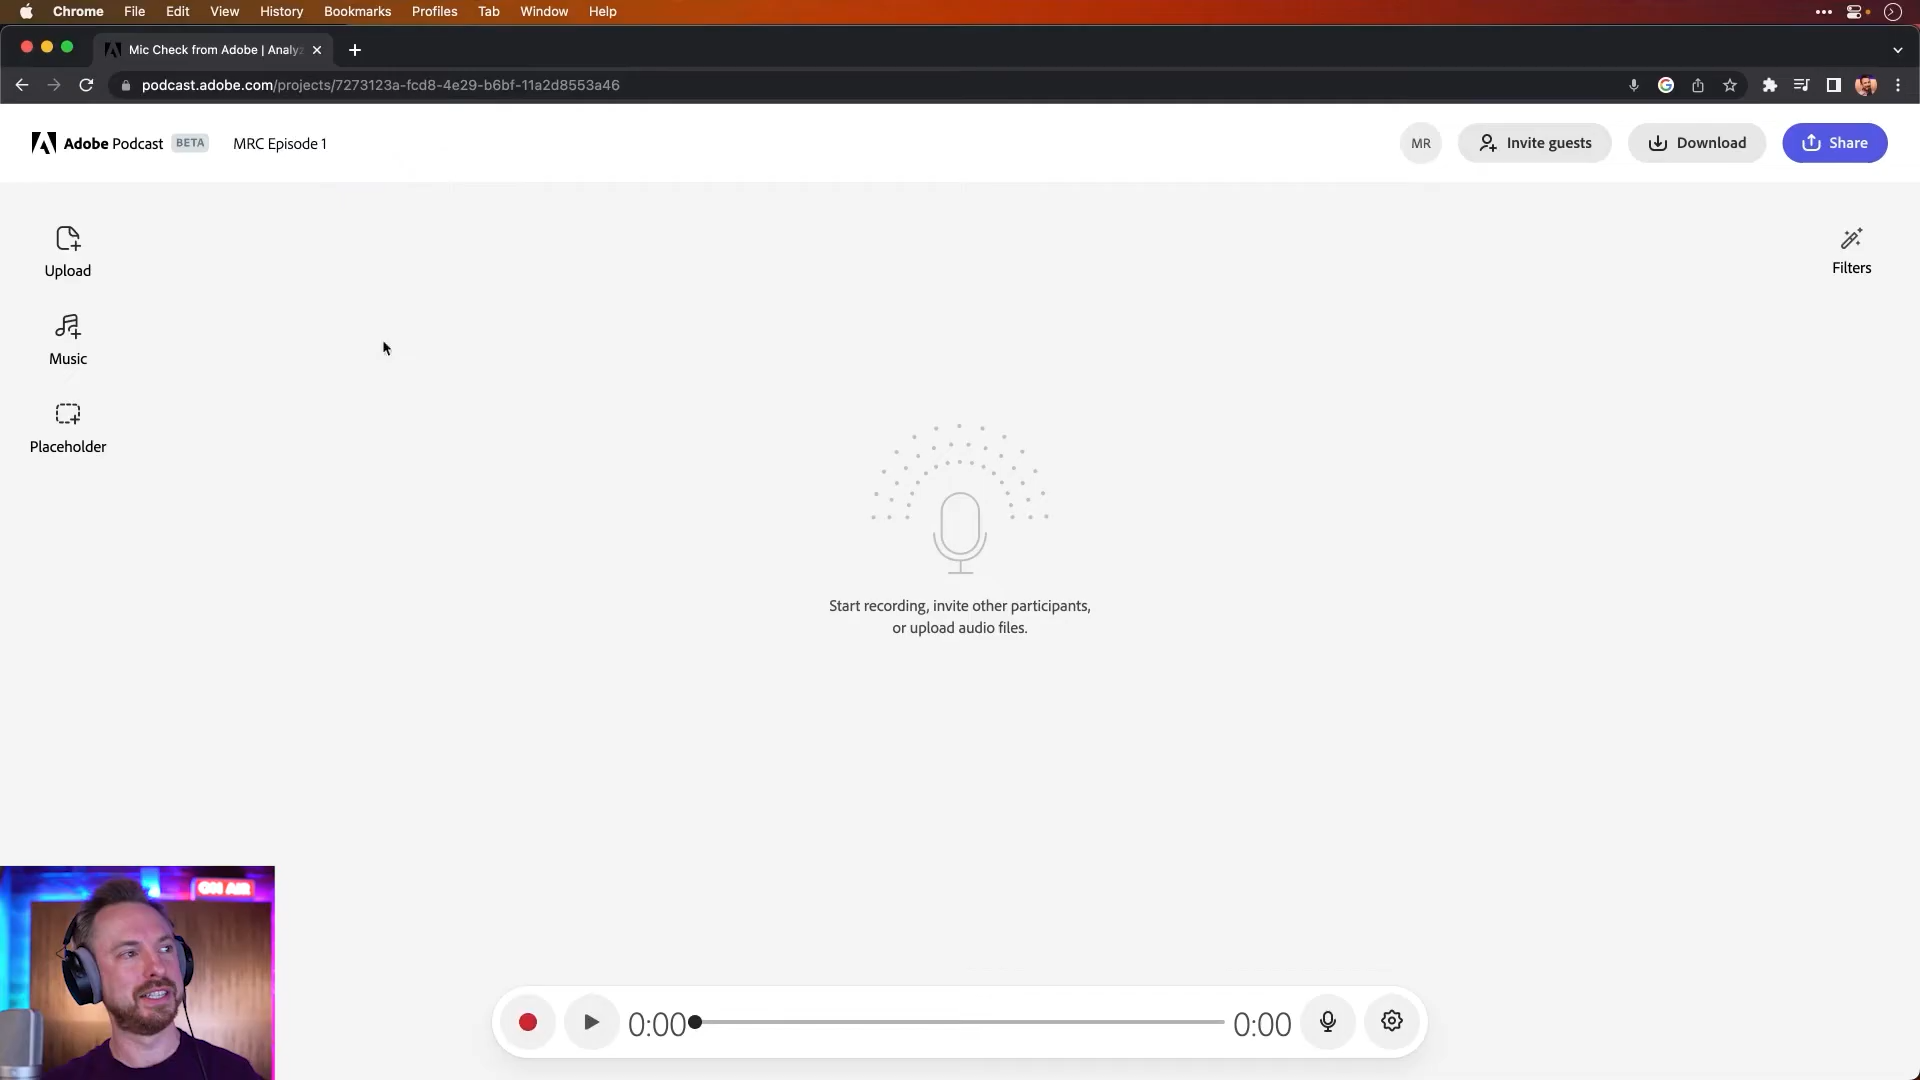 Chrome File Edit View History Bookmarks Profiles Tab Window Help
Mic Check from Adobe | Analy
podcast.adobe.com/projects/7273123a-fcd8-4e29-b6bf-11a2d8553a46
Adobe Podcast BETA MRC Episode 1
MR
Invite guests
Download
Share
Upload
Music
Placeholder
Filters
Start recording, invite other participants,
or upload audio files.
ON AIR
0:00
0:00